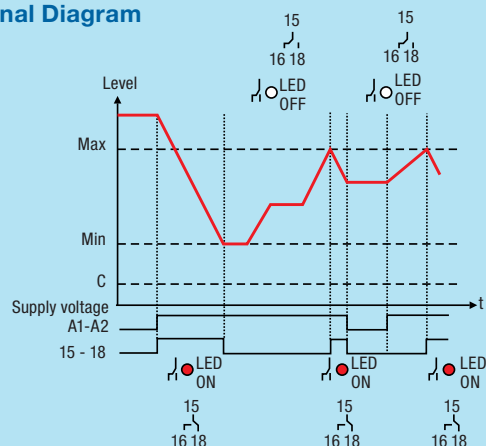 nal Diagram
15
16 18
LED
OFF
15
16 18
LED
OFF
Level
Max
Min
C
t
Supply voltage
A1-A2
15 - 18
LED
ON
LED
ON
LED
ON
15
16 18
15
16 18
15
16 18